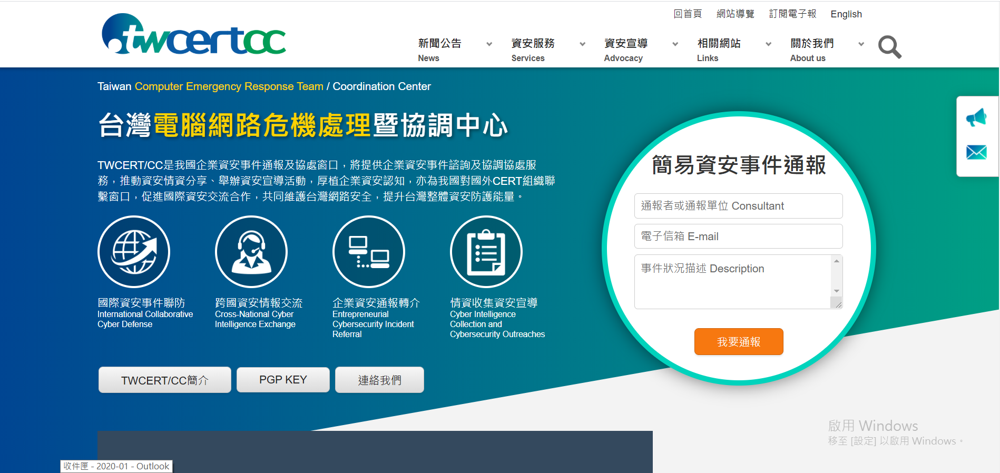 回首頁 網站導覽 訂閱電子報 English
twcertcc
新聞公告 資安服務 資安宣導 相關網站 關於我們
News Services Advocacy Links About us
Taiwan Computer Emergency Response Team / Coordination Center
台灣電腦網路危機處理暨協調中心
TWCERT/CC是我國企業資安事件通報及協處窗口，將提供企業資安事件諮詢及協調協處服
務，推動資安情資分享、舉辦資安宣導活動，厚植企業資安認知，亦為我國對國外CERT組織聯
繫窗口，促進國際資安交流合作，共同維護台灣網路安全，提升台灣整體資安防護能量。
國際資安事件聯防
International Collaborative
Cyber Defense
跨國資安情報交流
Cross-National Cyber
Intelligence Exchange
企業資安通報轉介
Entrepreneurial
Cybersecurity Incident
Referral
情資收集資安宣導
Cyber Intelligence
Collection and
Cybersecurity Outreaches
TWCERT/CC簡介 PGP KEY 連絡我們
簡易資安事件通報
通報者或通報單位 Consultant
電子信箱 E-mail
事件狀況描述 Description
我要通報
啟用 Windows
移至 [設定] 以啟用 Windows。
收件匣 - 2020-01 - Outlook